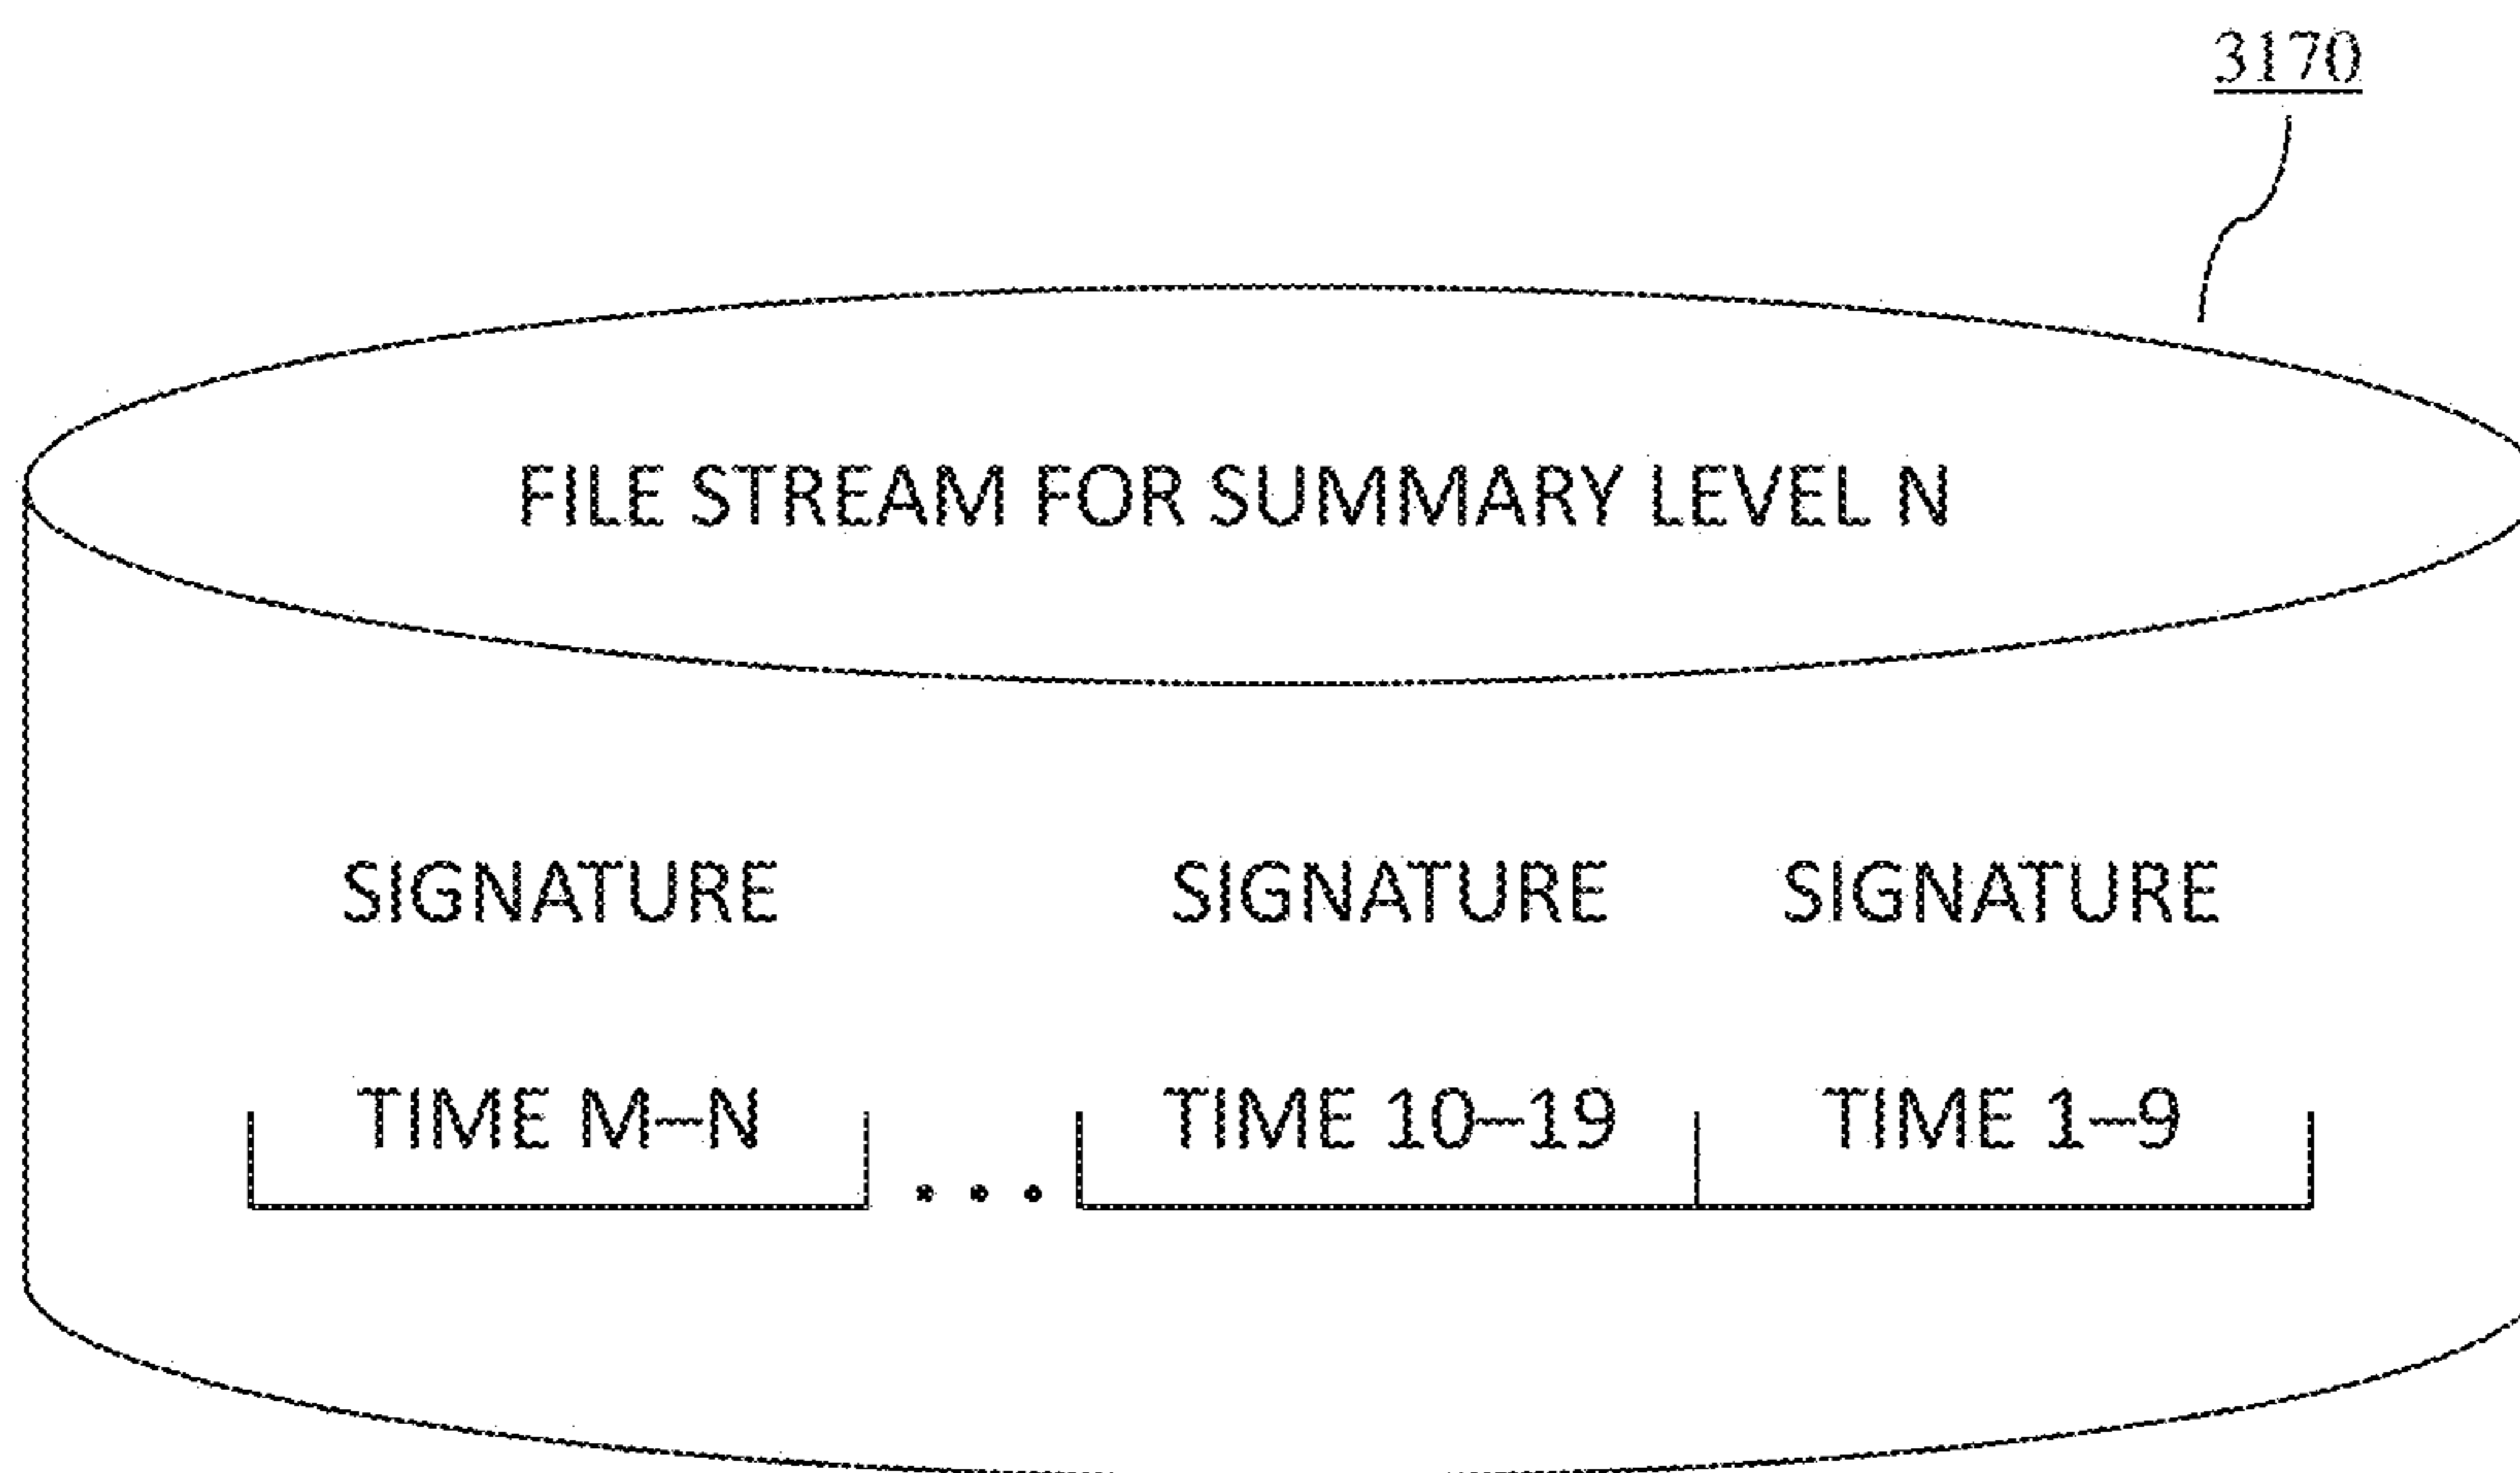 3170
FILE STREAM FOR SUMMARY LEVEL N
SIGNATURE SIGNATURE SIGNATURE
TIME M–N TIME 10–19 TIME 1–9